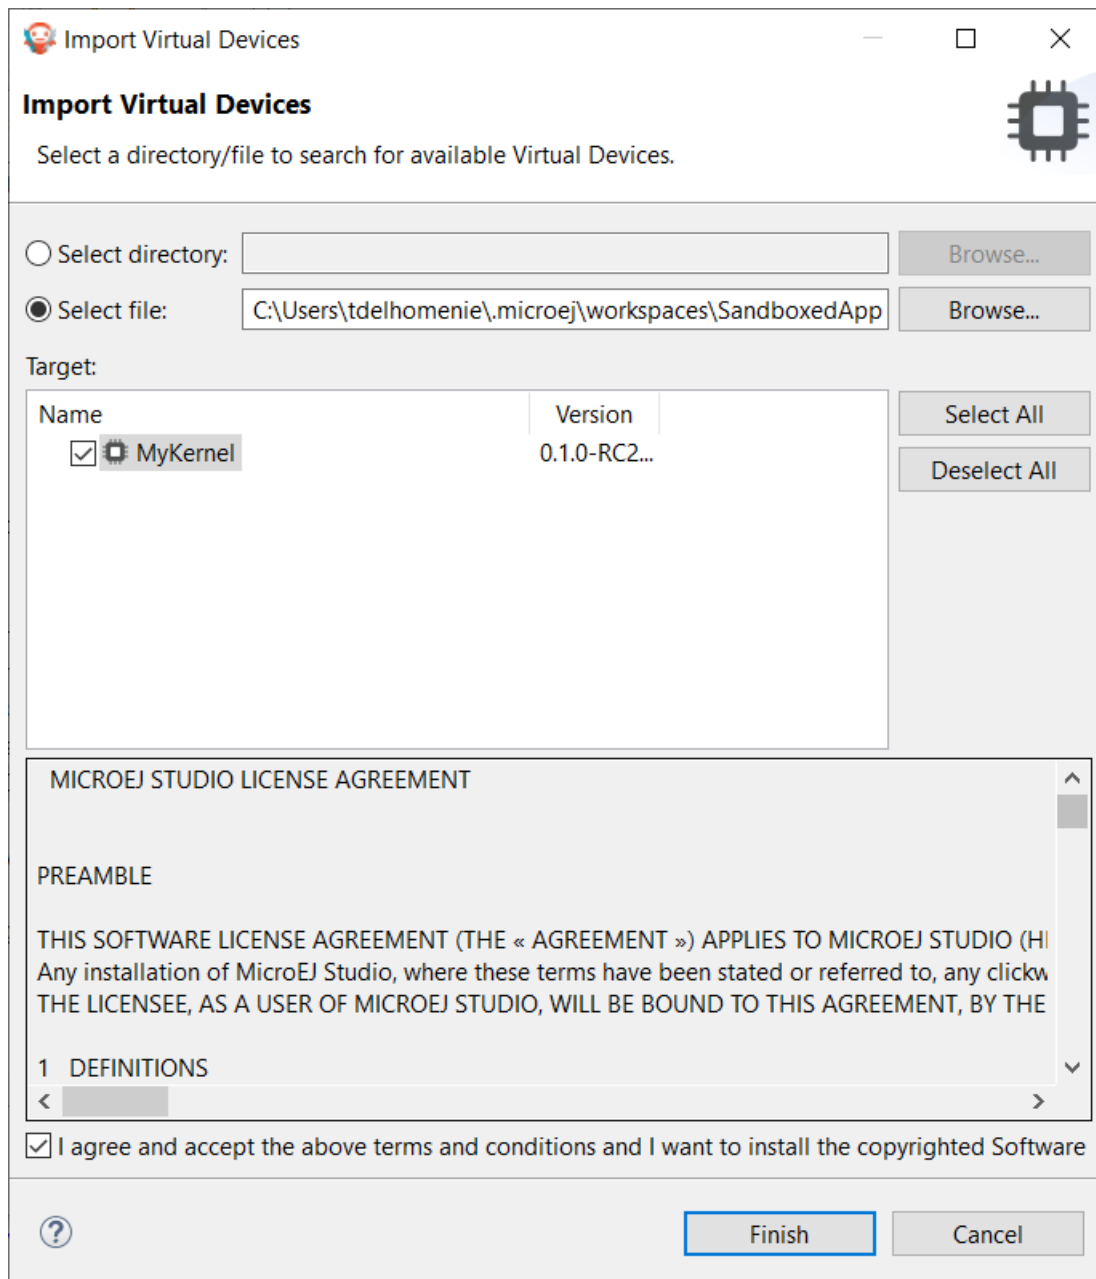 Import Virtual Devices
Import Virtual Devices
Select a directory/file to search for available Virtual Devices.
Select directory:
Browse...
Select file:
C:\Users\tdelhomenie\.microej\workspaces\SandboxedApp
Browse...
Target:
Name
Version
Select All
MyKernel
0.1.0-RC2...
Deselect All
MICROEJ STUDIO LICENSE AGREEMENT
PREAMBLE
THIS SOFTWARE LICENSE AGREEMENT (THE « AGREEMENT ») APPLIES TO MICROEJ STUDIO
Any installation of MicroEJ Studio, where these terms have been stated or referred to, any clickw
THE LICENSEE, AS A USER OF MICROEJ STUDIO, WILL BE BOUND TO THIS AGREEMENT, BY THE
1 DEFINITIONS
I agree and accept the above terms and conditions and I want to install the copyrighted Software
?
Finish
Cancel